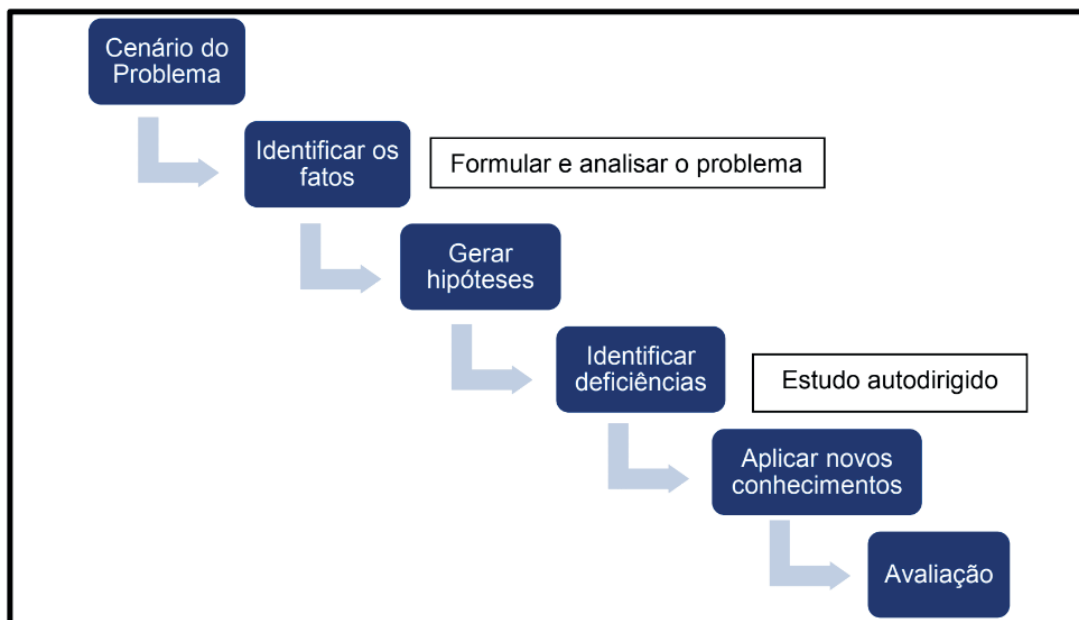 Cenário do
Problema
Identificar os
fatos
Formular e analisar o problema
Gerar
hipóteses
Identificar
deficiências
Estudo autodirigido
Aplicar novos
conhecimentos
Avaliação